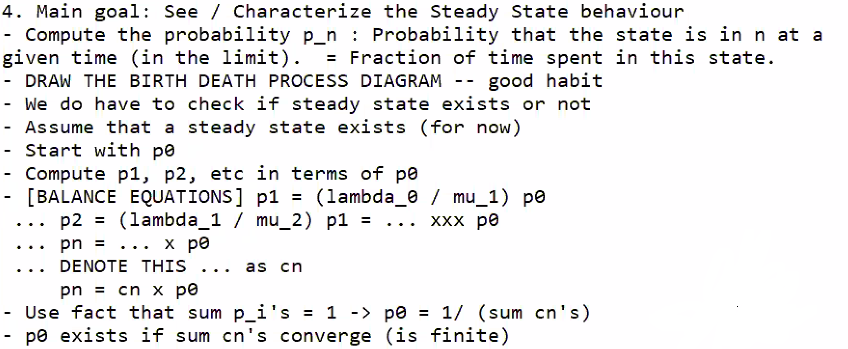 4. Main goal: See / Characterize the Steady State behaviour
- Compute the probability p_n : Probability that the state is in n at a
given time (in the limit).  = Fraction of time spent in this state.
- DRAW THE BIRTH DEATH PROCESS DIAGRAM -- good habit
- We do have to check if steady state exists or not
- Assume that a steady state exists (for now)
- Start with p0
- Compute p1, p2, etc in terms of p0
- [BALANCE EQUATIONS] p1 = (lambda_0 / mu_1) p0
... p2 = (lambda_1 / mu_2) p1 = ... xxx p0
... pn = ... x p0
... DENOTE THIS ... as cn
pn = cn x p0
- Use fact that sum p_i's = 1 -> p0 = 1/ (sum cn's)
- p0 exists if sum cn's converge (is finite)